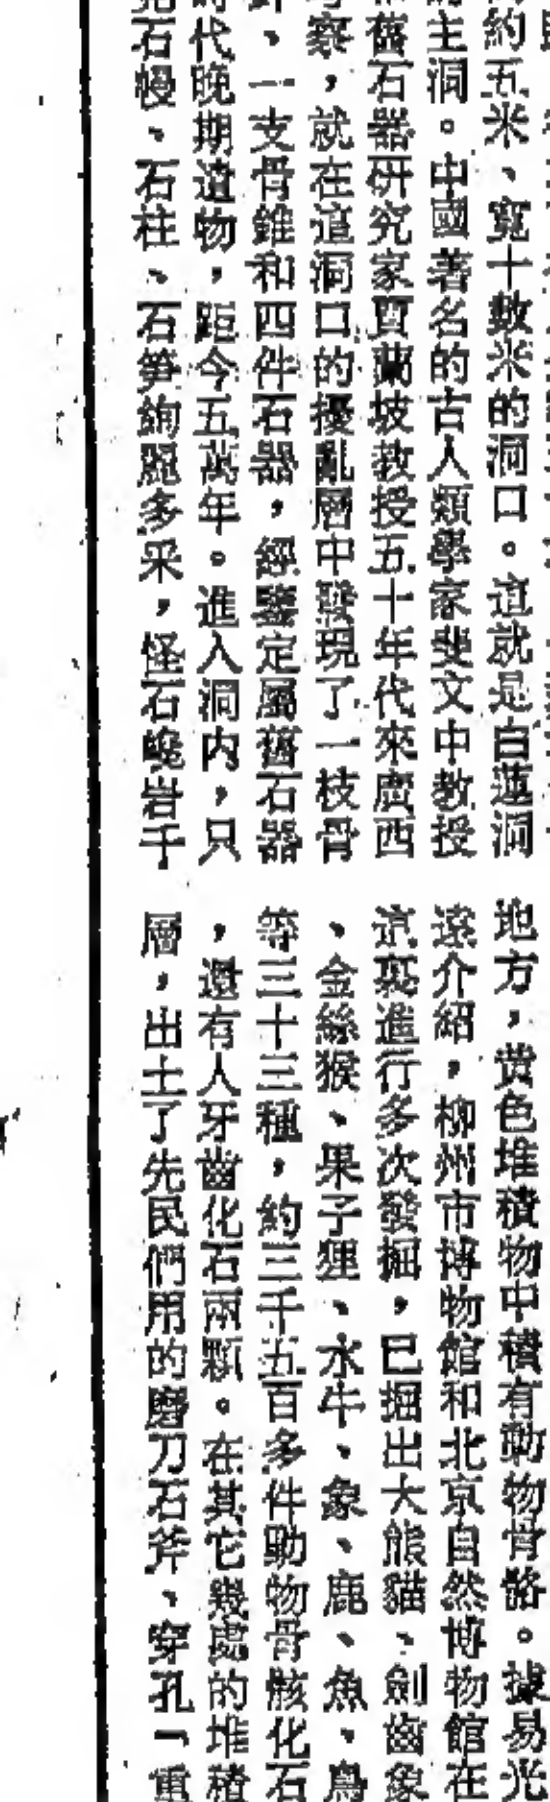 約五米、寬十數米的洞口。這就是白蓮洞
主洞。中國著名的古人類學家斐文中教授
舊石器研究家賈蘭坡教授五十年代來廣西
察，就在這洞口的擾亂層中發現了一枝骨
、一支骨錐和四件石器，經鑒定屬舊石器
時代晚期遺物，距今五萬年。進入洞内，只
石幔、石柱、石笋絢麗多采，怪石巉岩千
地方，黄色堆積物中積有動物骨骼。據易光
遠介紹，柳州市博物館和北京自然博物館在
這裏進行多次發掘，已掘出大熊貓、劍齒象
、金絲猴、果子狸、水牛、象、鹿、魚、鳥
等三十三種，約三千五百多件動物骨骸化石
，還有人牙齒化石兩顆。在其它幾處的堆積
層，出土了先民們用的磨刀石斧、穿孔「重